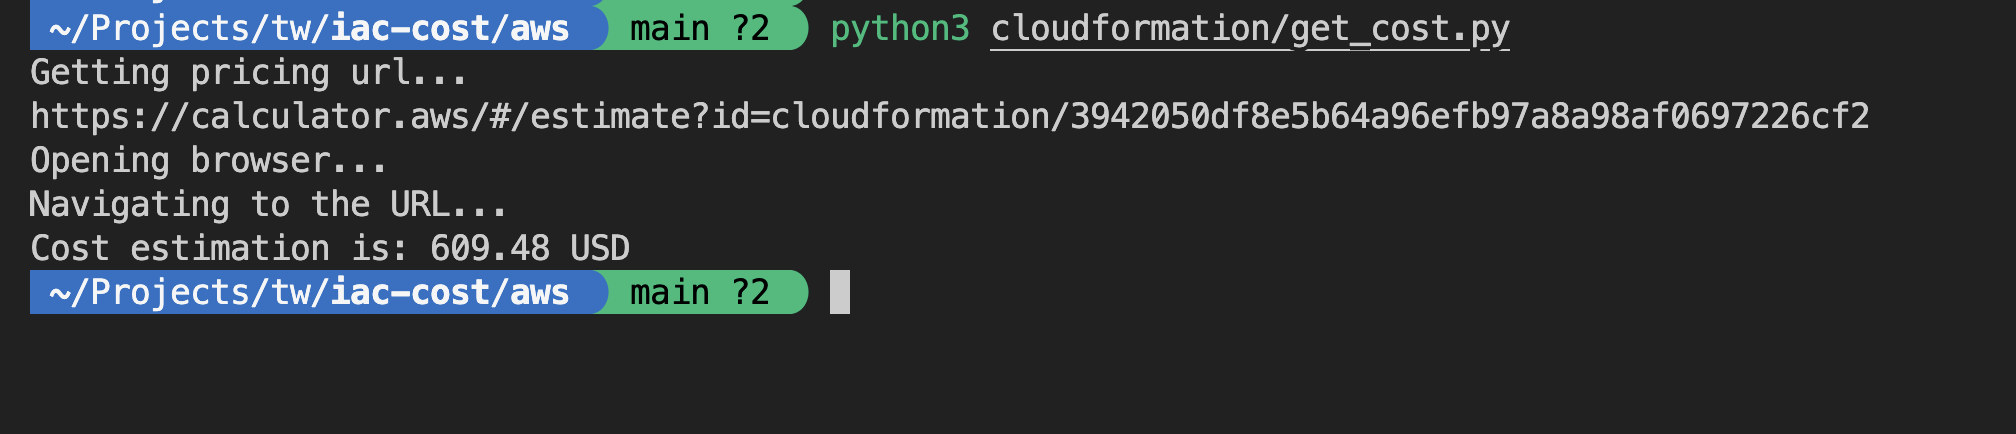 ~/Projects/tw/iac-cost/aws main ?2 python3 cloudformation/get_cost.py
Getting pricing url...
https://calculator.aws/#/estimate?id=cloudformation/3942050df8e5b64a96efb97a8a98af0697226cf2
Opening browser...
Navigating to the URL...
Cost estimation is: 609.48 USD
~/Projects/tw/iac-cost/aws main ?2